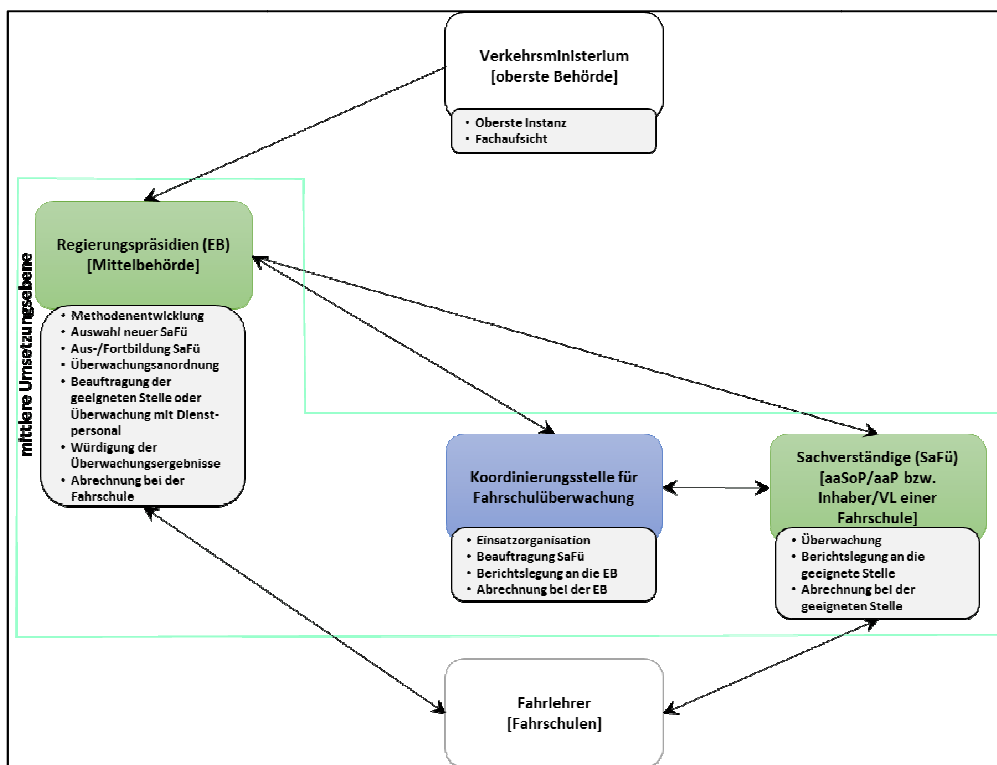 Verkehrsministerium
[oberste Behörde]
• Oberste Instanz
• Fachaufsicht
mittlere Umsetzungsebene
Regierungspräsidien (EB)
[Mittelbehörde]
• Methodenentwicklung
• Auswahl neuer SaFü
• Aus-/Fortbildung SaFü
• Überwachungsanordnung
• Beauftragung der
geeigneten Stelle oder
Überwachung mit Dienst-
personal
• Würdigung der
Überwachungsergebnisse
• Abrechnung bei der
Fahrschule
Koordinierungsstelle für
Fahrschulüberwachung
• Einsatzorganisation
• Beauftragung SaFü
• Berichtslegung an die EB
• Abrechnung bei der EB
Sachverständige (SaFü)
[aaSoP/aaP bzw.
Inhaber/VL einer
Fahrschule]
• Überwachung
• Berichtslegung an die
geeignete Stelle
• Abrechnung bei der
geeigneten Stelle
Fahrlehrer
[Fahrschulen]